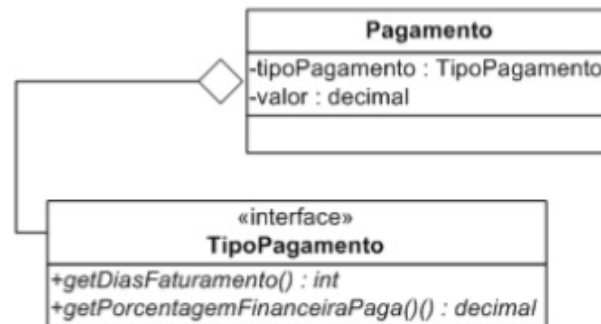 Pagamento
-tipoPagamento : TipoPagamento
-valor : decimal
«interface»
TipoPagamento
+getDiasFaturamento() : int
+getPorcentagemFinanceiraPaga()() : decimal